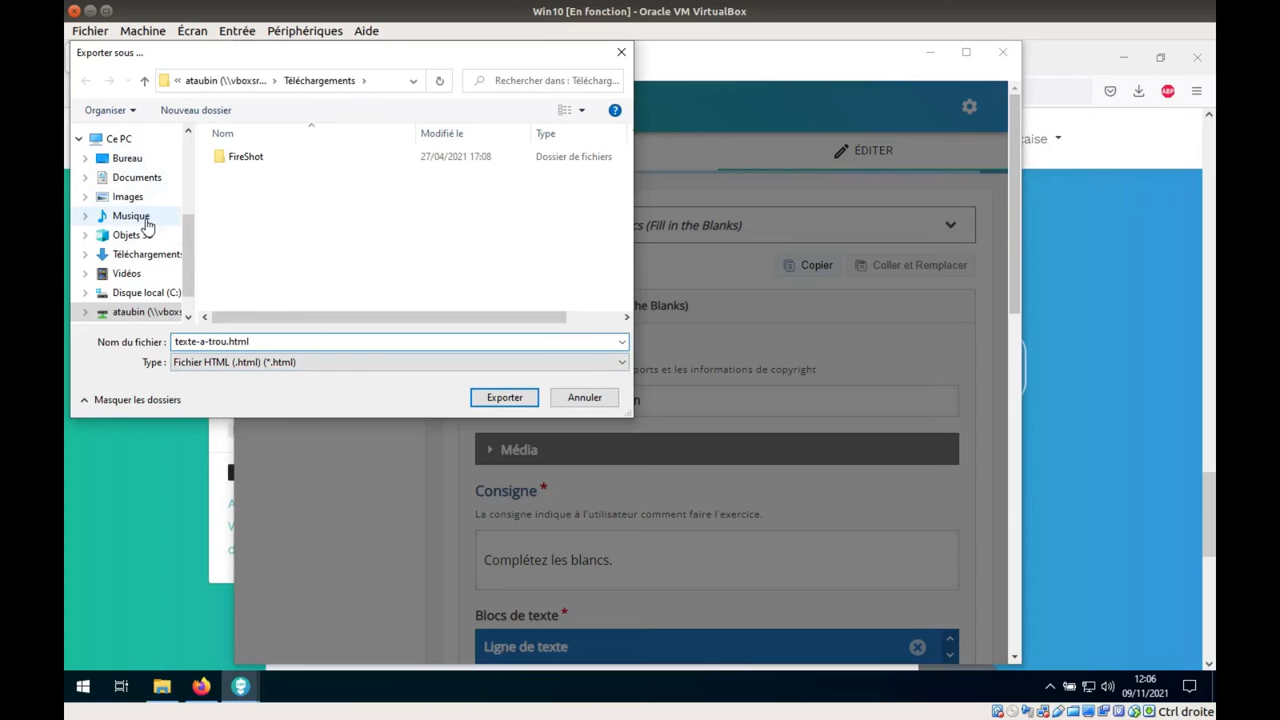 Win10 [En fonction] - Oracle VM VirtualBox
Fichier Machine Écran Entrée Périphériques Aide
Exporter sous ...
« ataubin (\\vboxsr... > Téléchargements >
Rechercher dans : Télécharg...
Organiser
Nouveau dossier
Ce PC
Bureau
Documents
Images
Musique
Objets
Téléchargements
Vidéos
Disque local (C:)
ataubin (\\vboxs
Nom Modifié le Type
FireShot 27/04/2021 17:08 Dossier de fichiers
Nom du fichier : texte-a-trou.html
Type : Fichier HTML (.html) (*.html)
Masquer les dossiers
Exporter
Annuler
ABP
ÉDITER
cs (Fill in the Blanks)
Copier
Coller et Remplacer
he Blanks)
ports et les informations de copyright
n
Média
Consigne *
La consigne indique à l'utilisateur comment faire l'exercice.
Complétez les blancs.
Blocs de texte *
Ligne de texte
12:06
09/11/2021
Ctrl droite